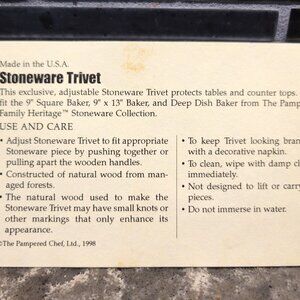 Made in the U.S.A.
Stoneware Trivet
This exclusive, adjustable Stoneware Trivet protects tables and counter tops.
fit the 9" Square Baker, 9" x 13" Baker, and Deep Dish Baker from The Pam
Family Heritage™ Stoneware Collection.
USE AND CARE
• Adjust Stoneware Trivet to fit appropriate
Stoneware piece by pushing together or
pulling apart the wooden handles.
• Constructed of natural wood from man-
aged forests.
• The natural wood used to make the
Stoneware Trivet may have small knots or
other markings that only enhance its
appearance.
• To keep Trivet looking bran
with a decorative napkin.
• To clean, wipe with damp cl
immediately.
• Not designed to lift or carry
pieces.
• Do not immerse in water.
©The Pampered Chef, Ltd., 1998